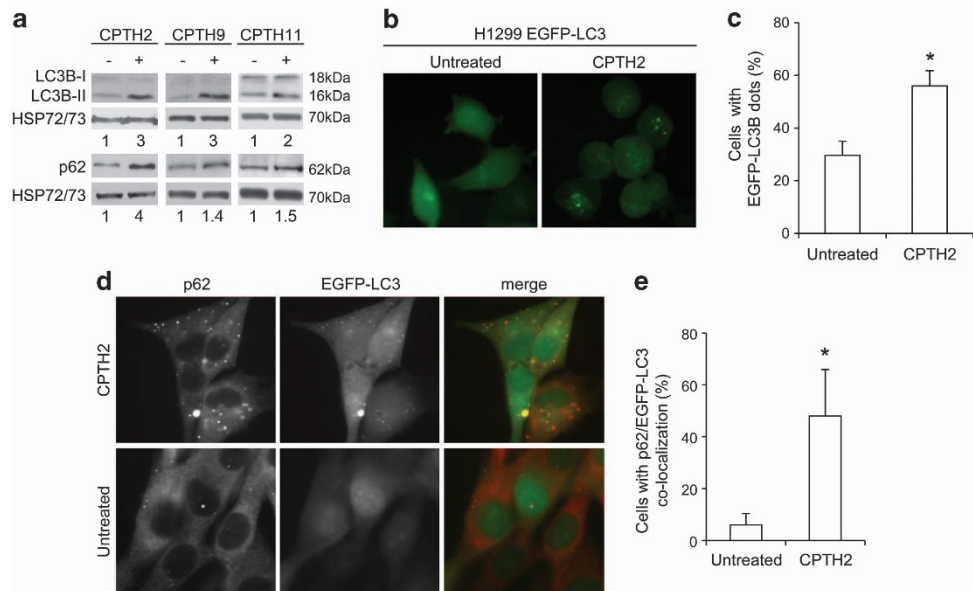 a
CPTH2 CPTH9 CPTH11
- + - + - +
LC3B-I 18kDa
LC3B-II 16kDa
HSP72/73 70kDa
1 3 1 3 1 2
p62 62kDa
HSP72/73 70kDa
1 4 1 1.4 1 1.5
b
H1299 EGFP-LC3
Untreated CPTH2
c
Cells with
EGFP-LC3B dots (%)
80
60
40
20
0
*
Untreated CPTH2
d
p62 EGFP-LC3 merge
CPTH2
Untreated
e
Cells with p62/EGFP-LC3
co-localization (%)
80
60
40
20
0
*
Untreated CPTH2